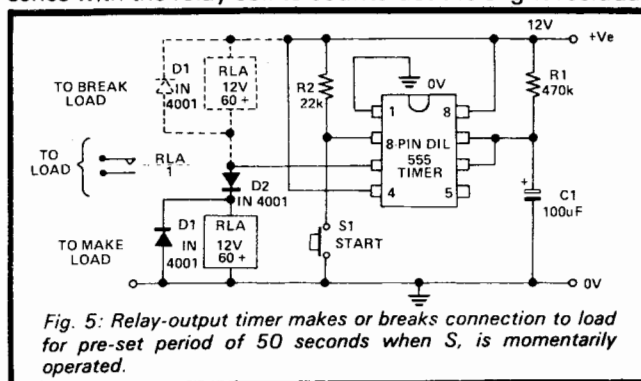 12V
+Ve
D1
IN
4001
RLA
12V
60 +
TO BREAK
LOAD
R2
22k
0V
R1
470k
1
8
8-PIN DIL
555
TIMER
4
5
TO
LOAD
RLA
1
D2
IN 4001
+
C1
100uF
S1
START
D1
IN
4001
RLA
12V
60 +
TO MAKE
LOAD
0V
Fig. 5: Relay-output timer makes or breaks connection to load
for pre-set period of 50 seconds when S, is momentarily
operated.